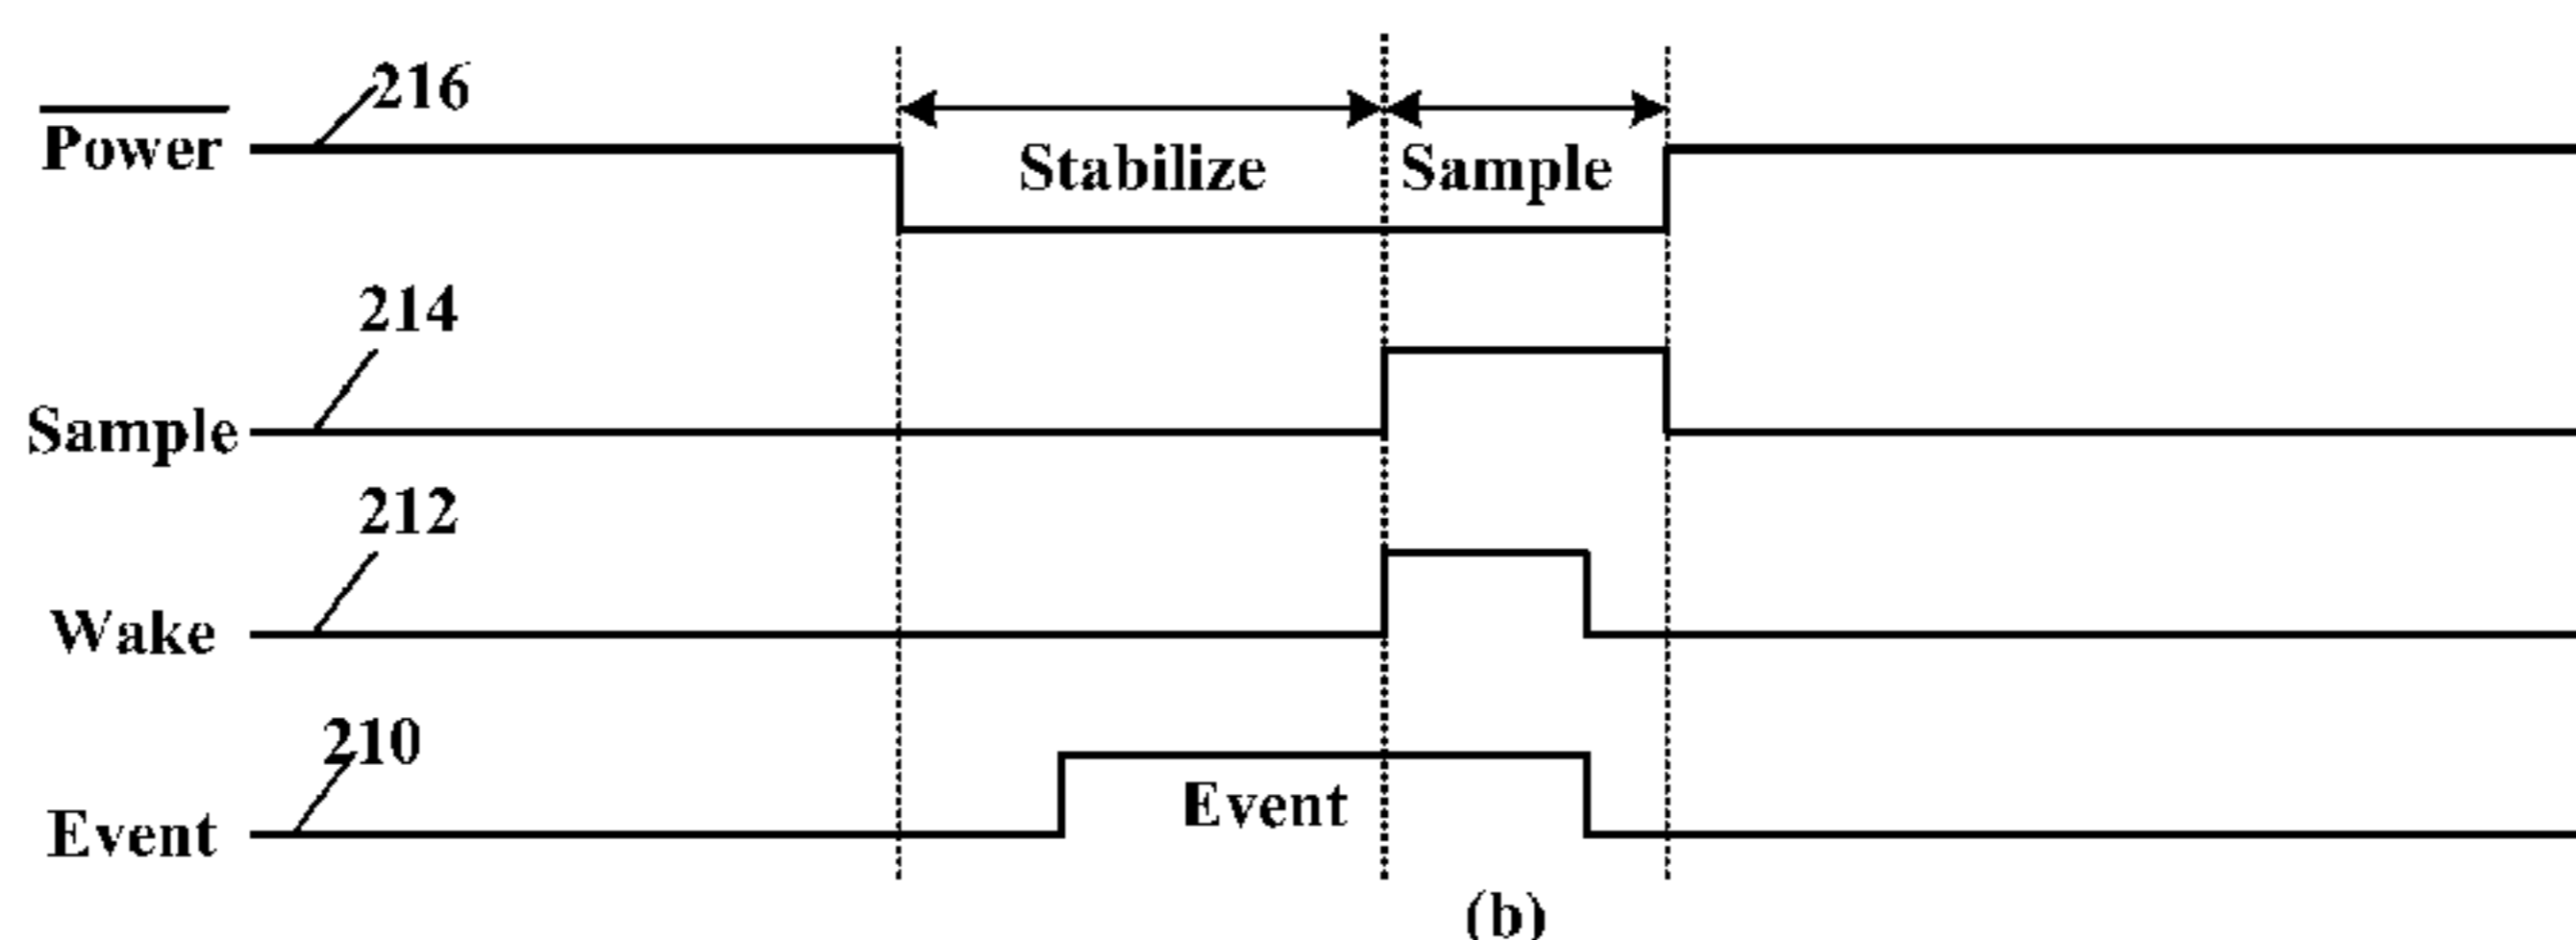 216
Power
Stabilize Sample
214
Sample
212
Wake
210
Event
Event
(b)